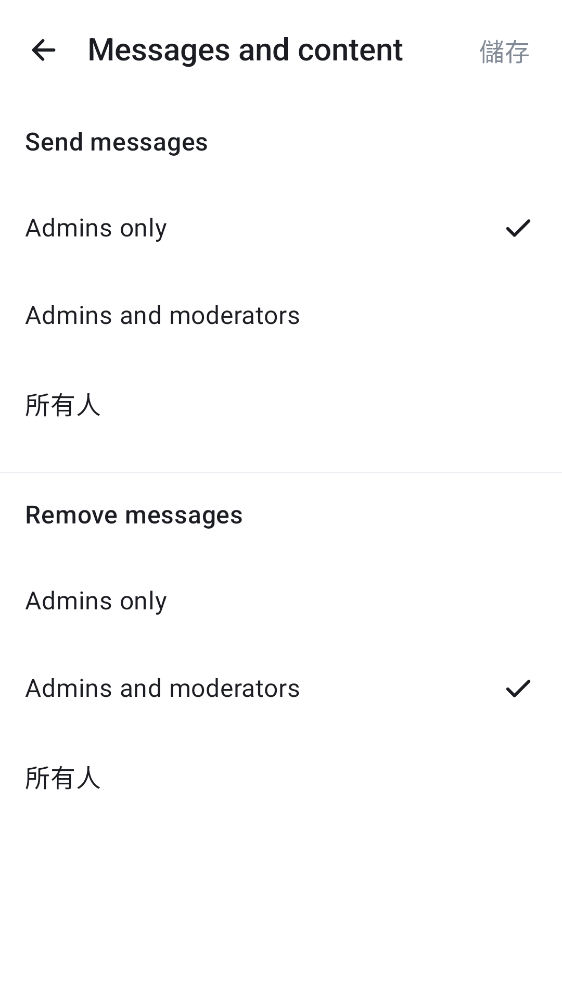 Messages and content
儲存
Send messages
Admins only
Admins and moderators
所有人
Remove messages
Admins only
Admins and moderators
所有人